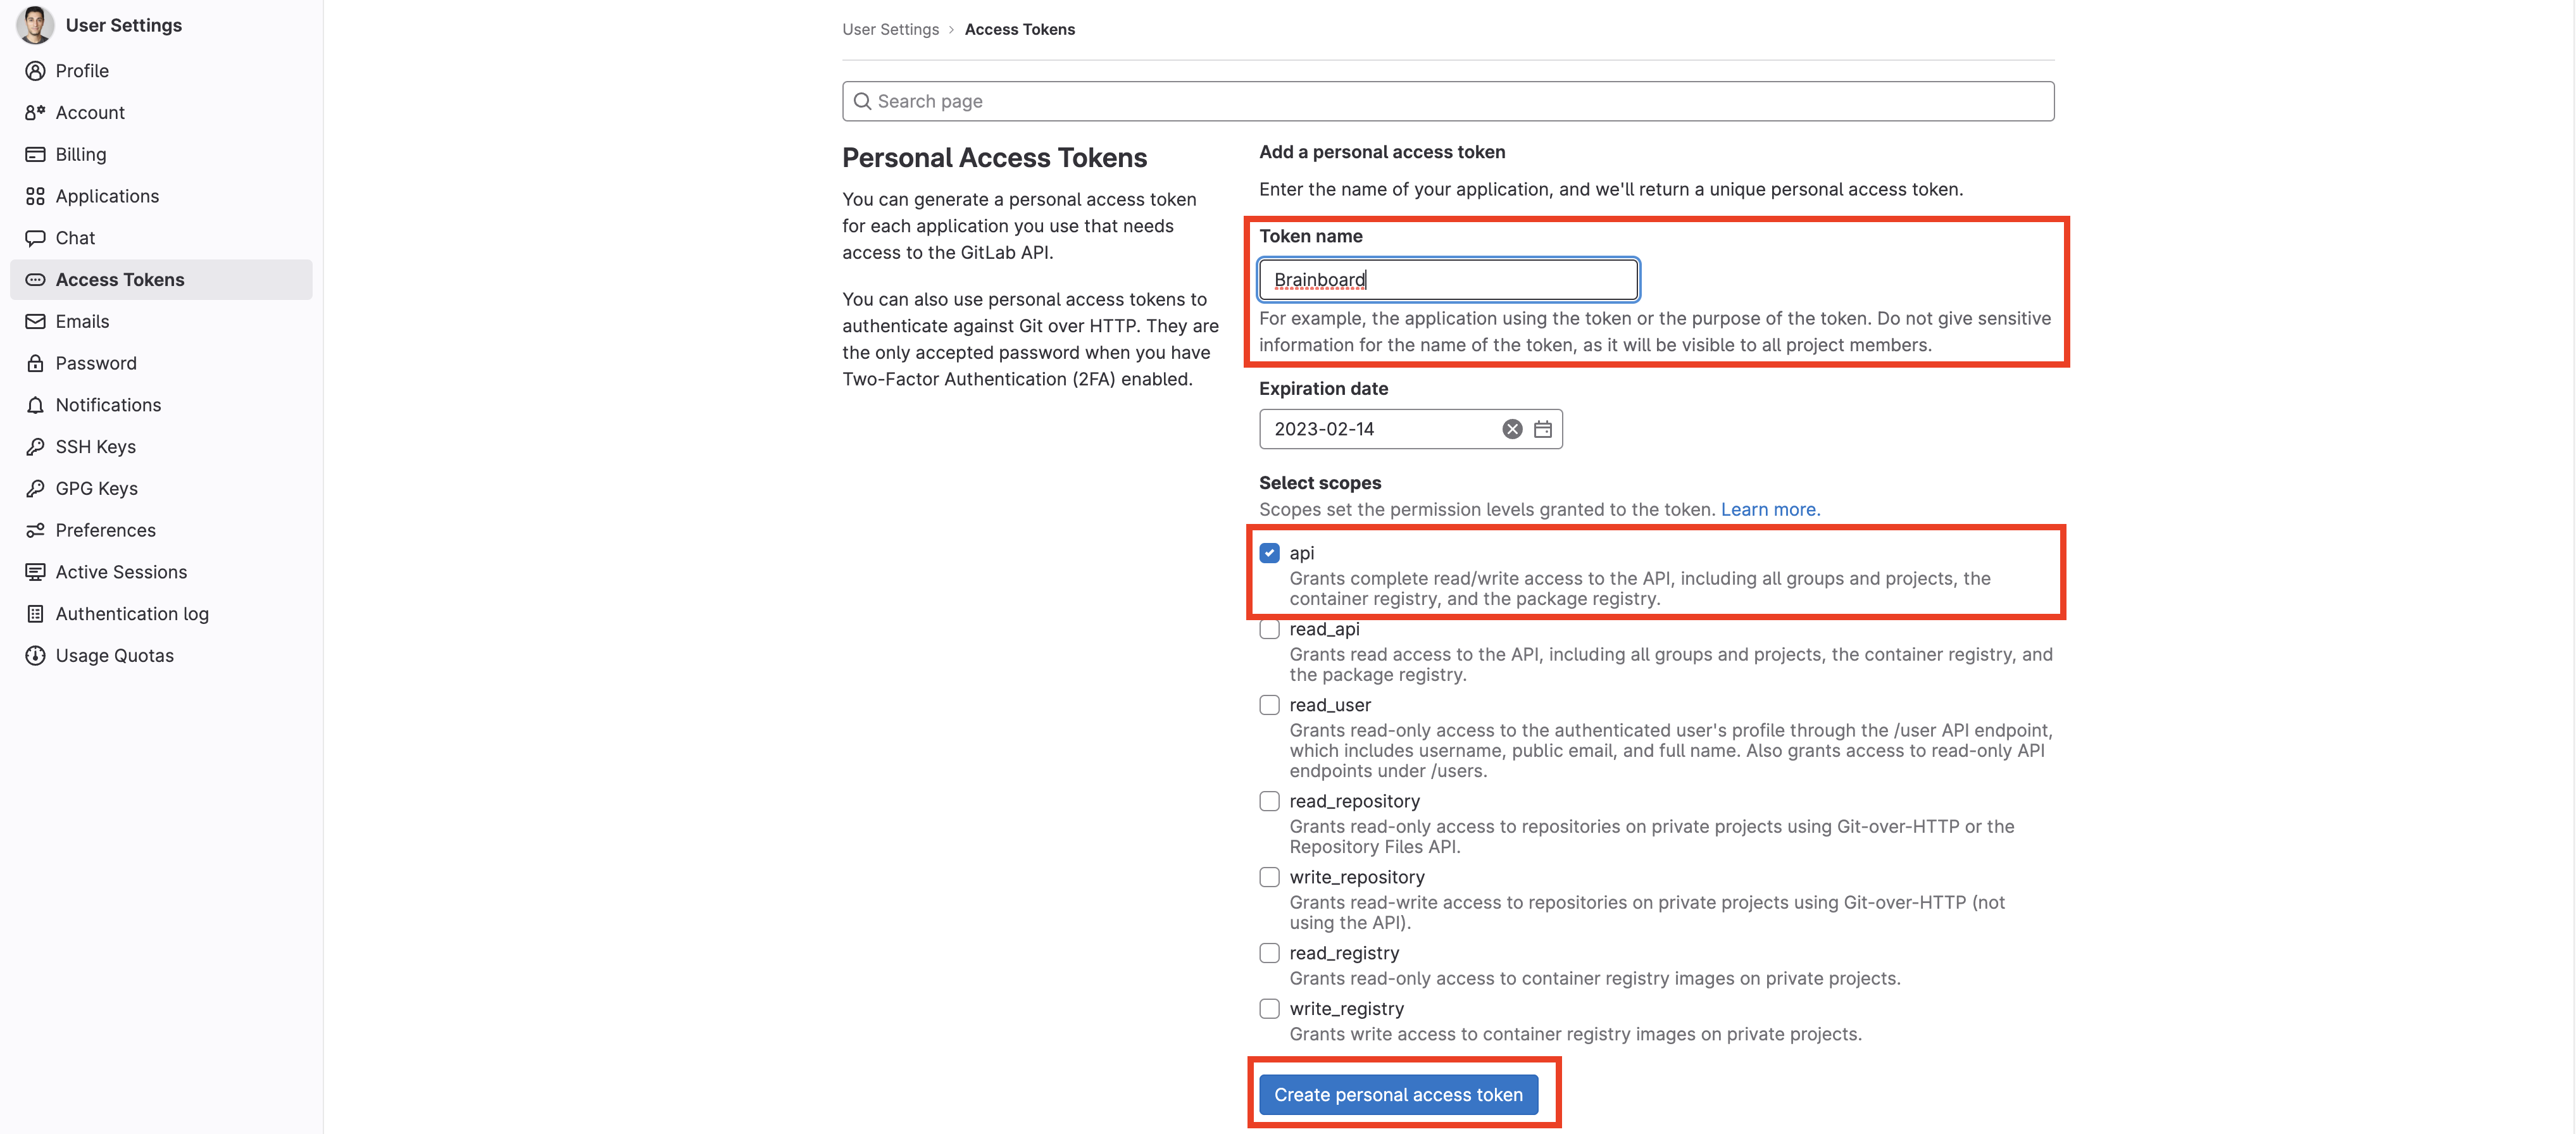 User Settings
Profile
Account
Billing
Applications
Chat
Access Tokens
Emails
Password
Notifications
SSH Keys
GPG Keys
Preferences
Active Sessions
Authentication log
Usage Quotas
User Settings › Access Tokens
Search page
Personal Access Tokens
You can generate a personal access token
for each application you use that needs
access to the GitLab API.
You can also use personal access tokens to
authenticate against Git over HTTP. They are
the only accepted password when you have
Two-Factor Authentication (2FA) enabled.
Add a personal access token
Enter the name of your application, and we'll return a unique personal access token.
Token name
Brainboard
For example, the application using the token or the purpose of the token. Do not give sensitive
information for the name of the token, as it will be visible to all project members.
Expiration date
2023-02-14
Select scopes
Scopes set the permission levels granted to the token. Learn more.
api
Grants complete read/write access to the API, including all groups and projects, the
container registry, and the package registry.
read_api
Grants read access to the API, including all groups and projects, the container registry, and
the package registry.
read_user
Grants read-only access to the authenticated user's profile through the /user API endpoint,
which includes username, public email, and full name. Also grants access to read-only API
endpoints under /users.
read_repository
Grants read-only access to repositories on private projects using Git-over-HTTP or the
Repository Files API.
write_repository
Grants read-write access to repositories on private projects using Git-over-HTTP (not
using the API).
read_registry
Grants read-only access to container registry images on private projects.
write_registry
Grants write access to container registry images on private projects.
Create personal access token